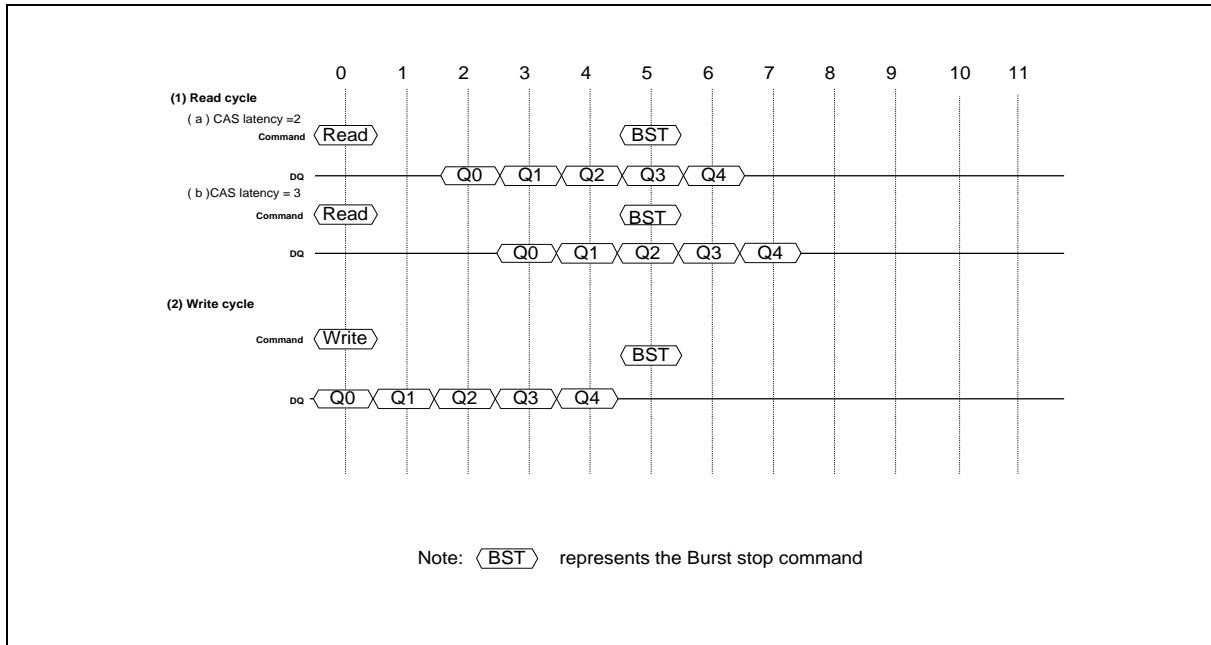 0 1 2 3 4 5 6 7 8 9 10 11
(1) Read cycle
( a ) CAS latency =2
Command Read BST
DQ Q0 Q1 Q2 Q3 Q4
( b )CAS latency = 3
Command Read BST
DQ Q0 Q1 Q2 Q3 Q4
(2) Write cycle
Command Write BST
DQ Q0 Q1 Q2 Q3 Q4
Note: BST represents the Burst stop command